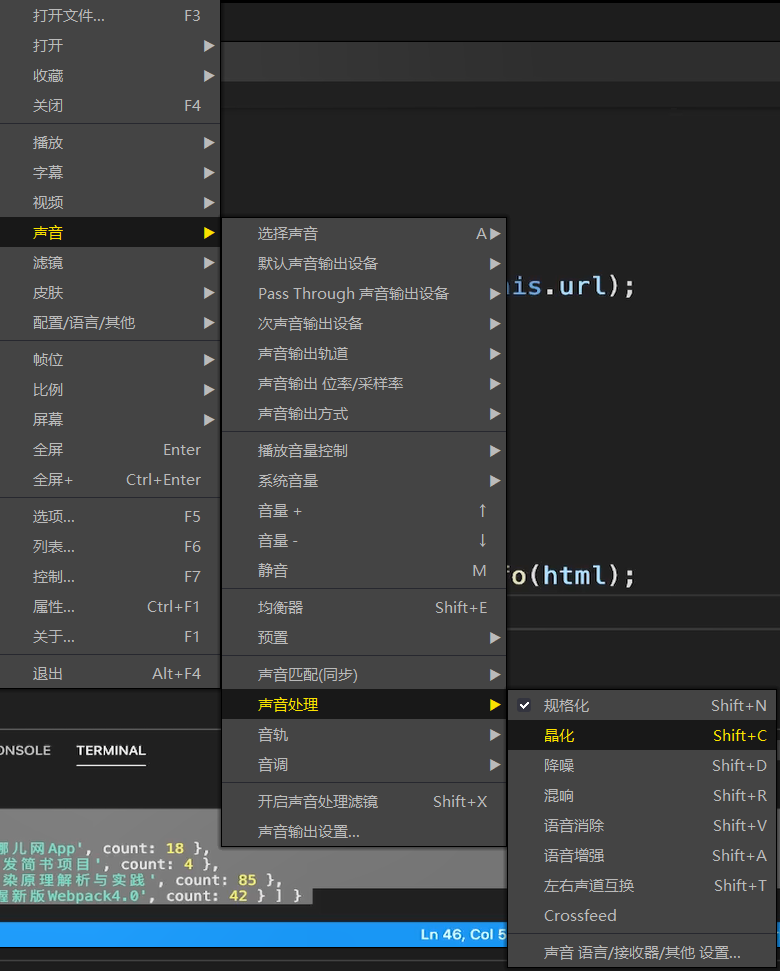 打开文件... F3
打开
收藏
关闭 F4
播放
字幕
视频
声音
滤镜
皮肤
配置/语言/其他
帧位
比例
屏幕
全屏 Enter
全屏+ Ctrl+Enter
选项... F5
列表... F6
控制... F7
属性... Ctrl+F1
关于... F1
退出 Alt+F4
选择声音 A
默认声音输出设备
Pass Through 声音输出设备
次声音输出设备
声音输出轨道
声音输出 位率/采样率
声音输出方式
播放音量控制
系统音量
音量 + ↑
音量 - ↓
静音 M
均衡器 Shift+E
预置
声音匹配(同步)
声音处理
音轨
音调
开启声音处理滤镜 Shift+X
声音输出设置...
规格化 Shift+N
晶化 Shift+C
降噪 Shift+D
混响 Shift+R
语音消除 Shift+V
语音增强 Shift+A
左右声道互换 Shift+T
Crossfeed
声音 语言/接收器/其他 设置...
is.url);
fo(html);
ONSOLE TERMINAL
哪儿网App', count: 18 },
发简书项目', count: 4 },
染原理解析与实践', count: 85 },
握新版Webpack4.0', count: 42 } ] }
Ln 46, Col 5